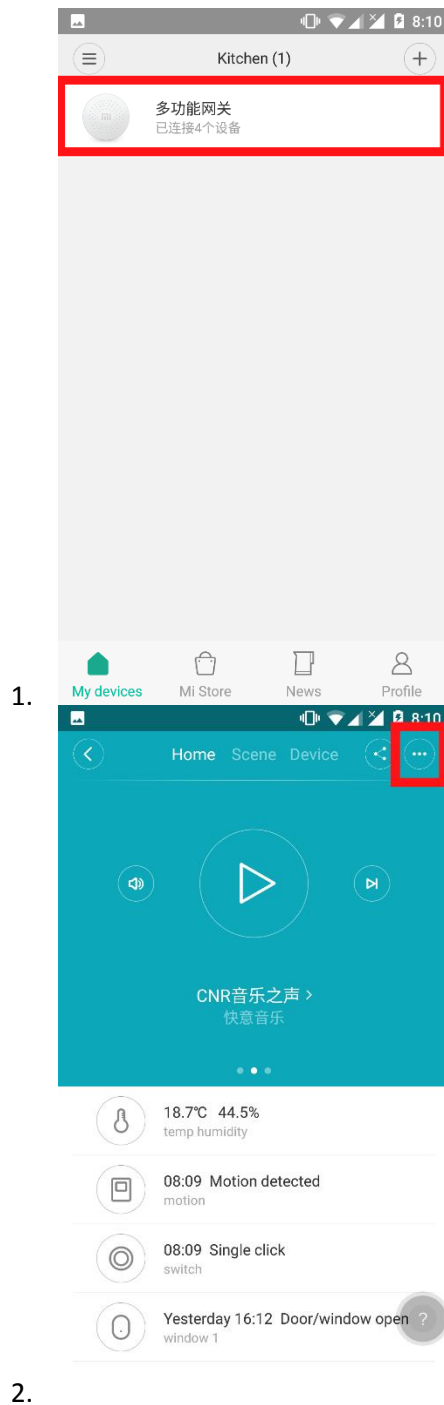 8:10
Kitchen (1)
多功能网关
已连接4个设备
My devices Mi Store News Profile
1.
8:10
Home Scene Device
CNR音乐之声 >
快意音乐
18.7℃ 44.5%
temp humidity
08:09 Motion detected
motion
08:09 Single click
switch
Yesterday 16:12 Door/window open ?
window 1
2.